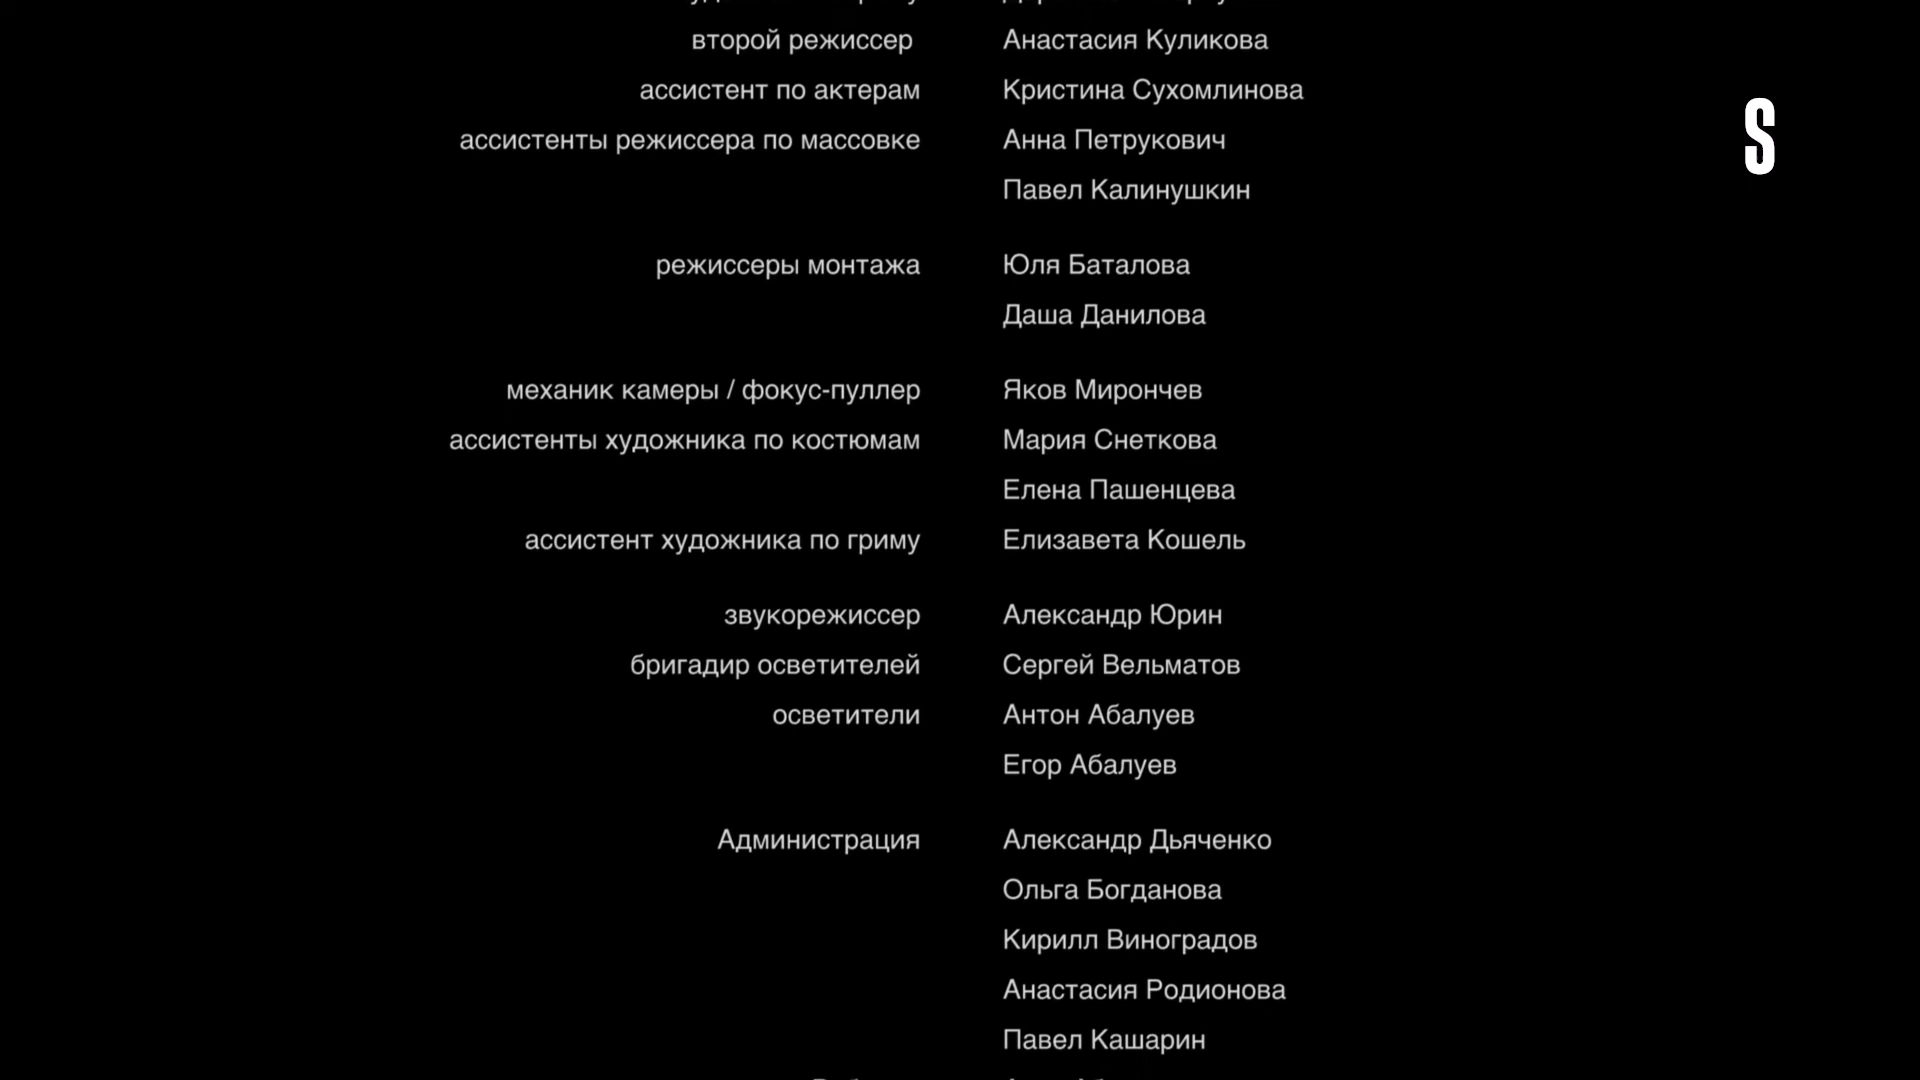 второй режиссер Анастасия Куликова
ассистент по актерам Кристина Сухомлинова
ассистенты режиссера по массовке Анна Петрукович
Павел Калинушкин
режиссеры монтажа Юля Баталова
Даша Данилова
механик камеры / фокус-пуллер Яков Мирончев
ассистенты художника по костюмам Мария Снеткова
Елена Пашенцева
ассистент художника по гриму Елизавета Кошель
звукорежиссер Александр Юрин
бригадир осветителей Сергей Вельматов
осветители Антон Абалуев
Егор Абалуев
Администрация Александр Дьяченко
Ольга Богданова
Кирилл Виноградов
Анастасия Родионова
Павел Кашарин
S